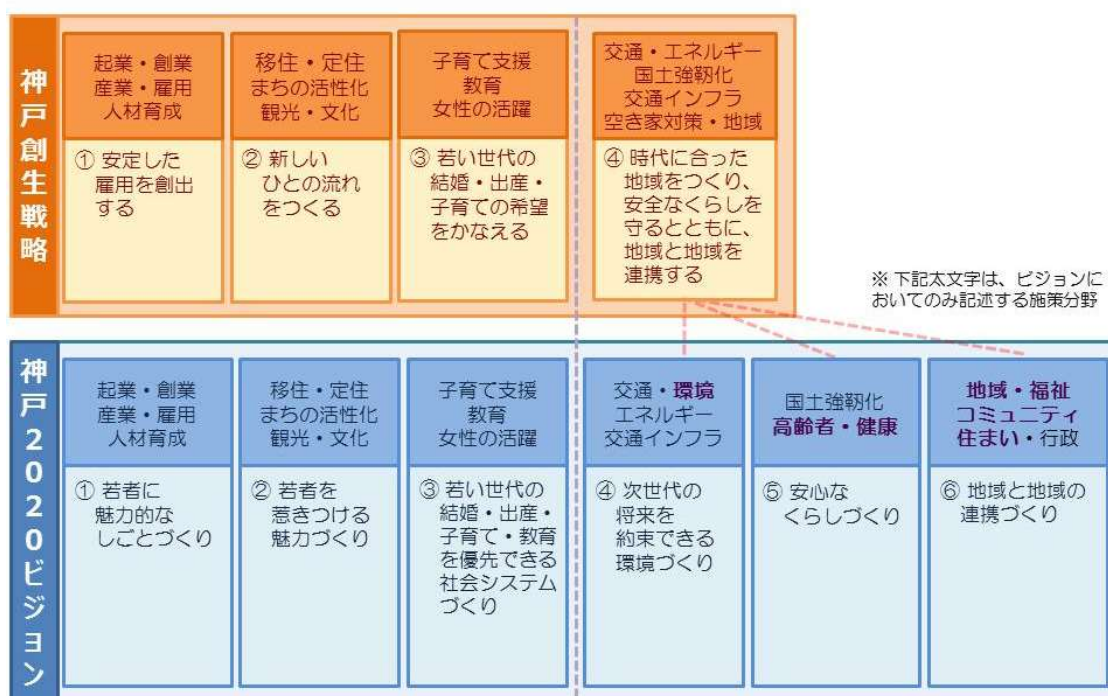 神戸創生戦略
起業・創業
産業・雇用
人材育成
① 安定した
雇用を創出
する
移住・定住
まちの活性化
観光・文化
② 新しい
ひとの流れ
をつくる
子育て支援
教育
女性の活躍
③ 若い世代の
結婚・出産・
子育ての希望
をかなえる
交通・エネルギー
国土強靭化
交通インフラ
空き家対策・地域
④ 時代に合った
地域をつくり、
安全なくらしを
守るとともに、
地域と地域を
連携する
※ 下記太文字は、ビジョンに
おいてのみ記述する施策分野
神戸2020ビジョン
起業・創業
産業・雇用
人材育成
① 若者に
魅力的な
しごとづくり
移住・定住
まちの活性化
観光・文化
② 若者を
惹きつける
魅力づくり
子育て支援
教育
女性の活躍
③ 若い世代の
結婚・出産・
子育て・教育
を優先できる
社会システム
づくり
交通・環境
エネルギー
交通インフラ
④ 次世代の
将来を
約束できる
環境づくり
国土強靭化
高齢者・健康
⑤ 安心な
くらしづくり
地域・福祉
コミュニティ
住まい・行政
⑥ 地域と地域の
連携づくり